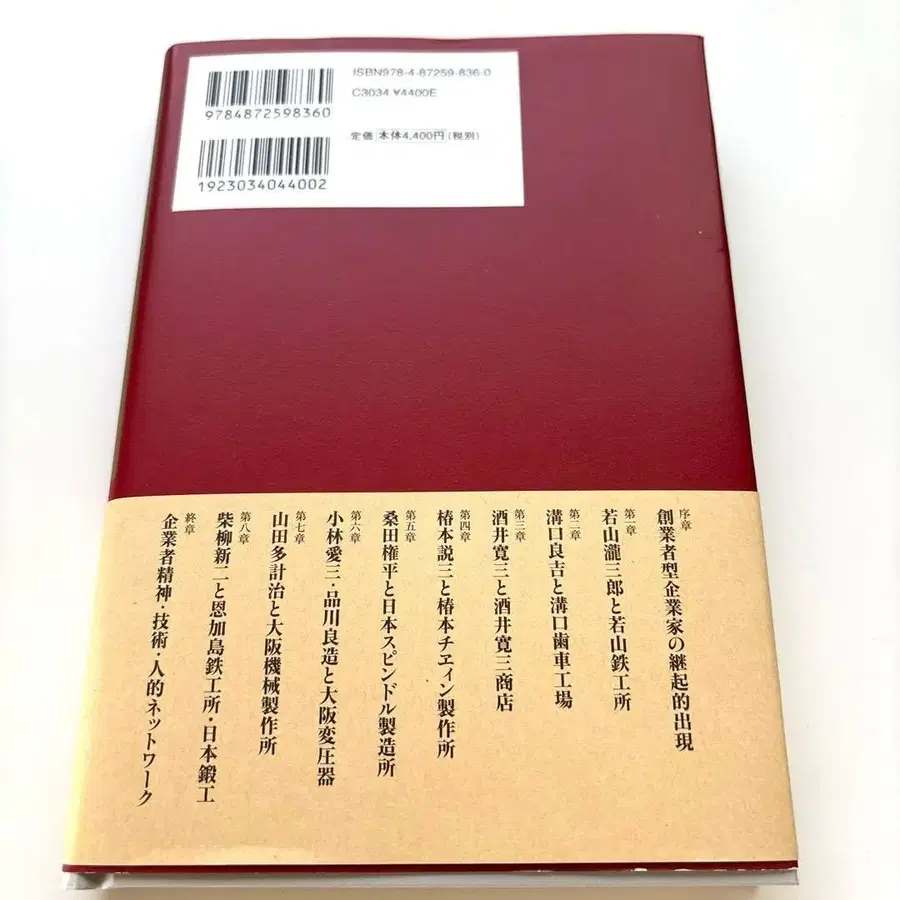 ISBN978-4-87259-836-0
C3034 ¥4400E
定価 本体4,400円(税別)
9784872598360
1923034044002
序章
創業者型企業家の継起的出現
第一章
若山瀧三郎と若山鉄工所
第二章
溝口良吉と溝口歯車工場
第三章
酒井寛三と酒井寛三商店
第四章
椿本説三と椿本チヱィン製作所
第五章
桑田権平と日本スピンドル製造所
第六章
小林愛三・品川良造と大阪変圧器
第七章
山田多計治と大阪機械製作所
第八章
柴柳新二と恩加島鉄工所・日本鍛工
終章
企業者精神・技術・人的ネットワーク